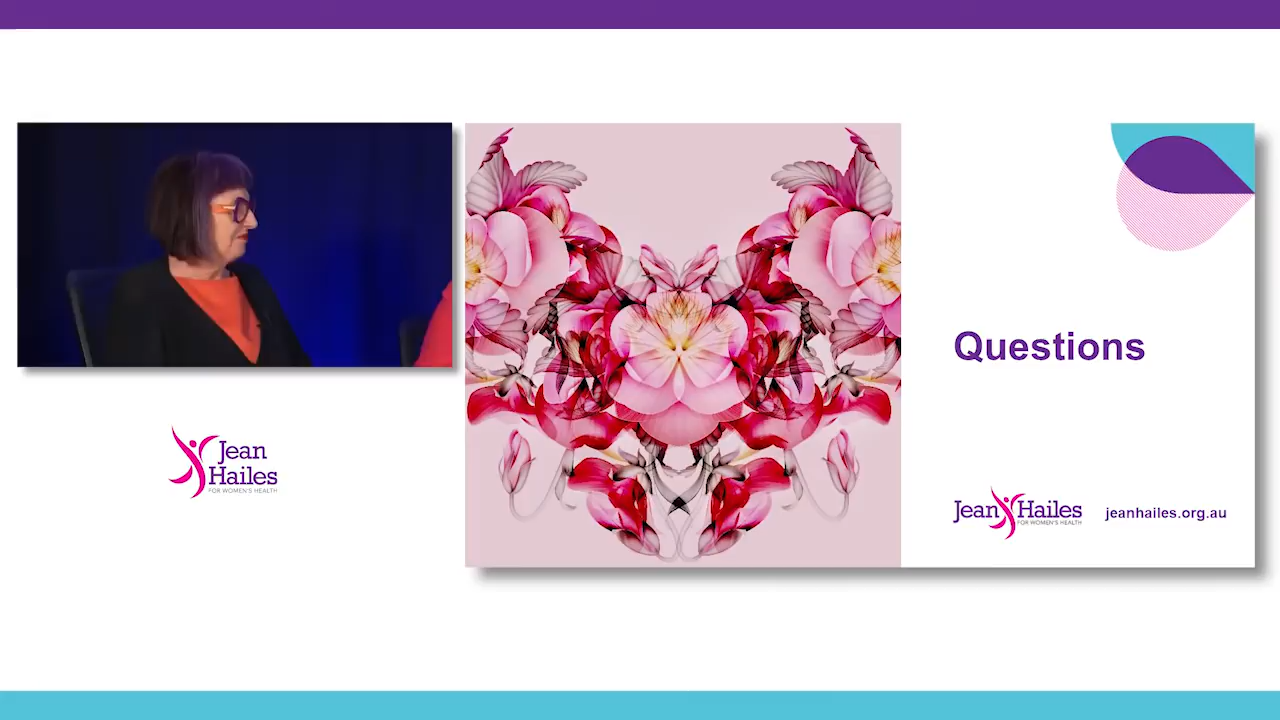 Jean
Hailes
FOR WOMEN'S HEALTH
Questions
Jean Hailes
FOR WOMEN'S HEALTH
jeanhailes.org.au